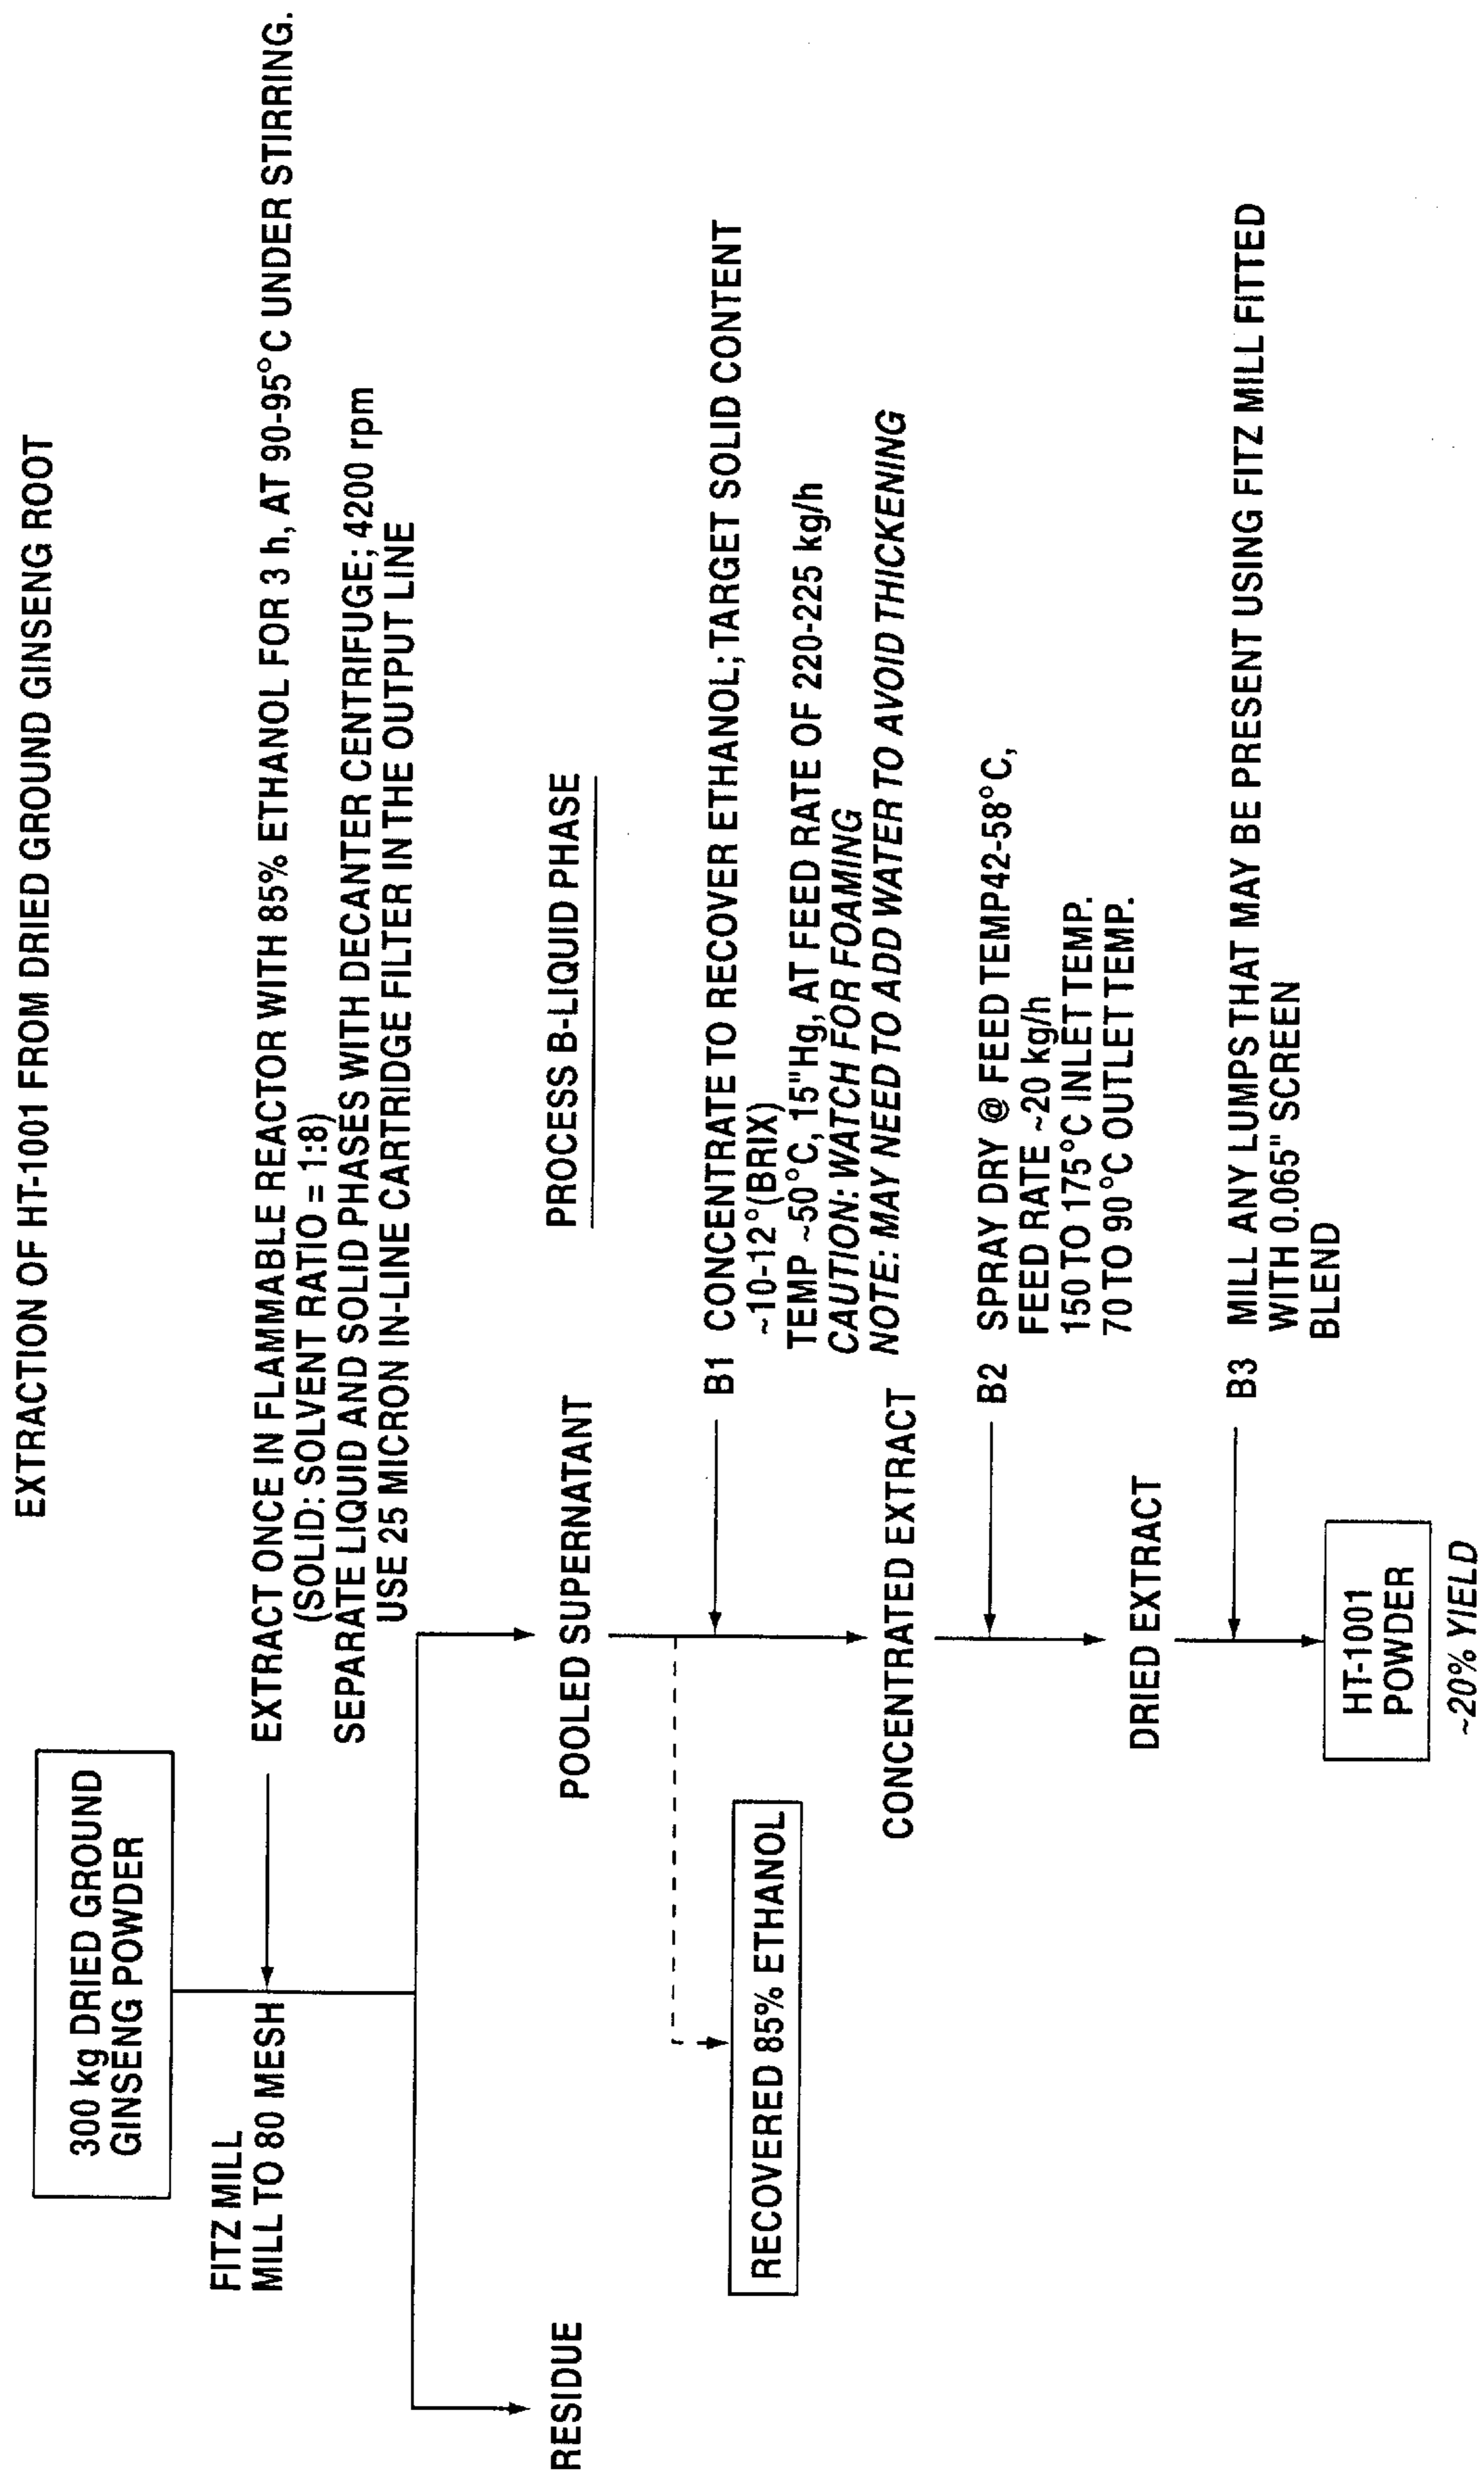 EXTRACTION OF HT-1001 FROM DRIED GROUND GINSENG ROOT
300 kg DRIED GROUND
GINSENG POWDER
FITZ MILL
MILL TO 80 MESH
EXTRACT ONCE IN FLAMMABLE REACTOR WITH 85% ETHANOL FOR 3 h, AT 90-95°C UNDER STIRRING.
(SOLID: SOLVENT RATIO = 1:8)
SEPARATE LIQUID AND SOLID PHASES WITH DECANTER CENTRIFUGE; 4200 rpm
USE 25 MICRON IN-LINE CARTRIDGE FILTER IN THE OUTPUT LINE
RESIDUE
POOLED SUPERNATANT
PROCESS B-LIQUID PHASE
RECOVERED 85% ETHANOL
B1 CONCENTRATE TO RECOVER ETHANOL; TARGET SOLID CONTENT
~10-12°(BRIX)
TEMP ~50°C, 15"Hg, AT FEED RATE OF 220-225 kg/h
CAUTION: WATCH FOR FOAMING
NOTE: MAY NEED TO ADD WATER TO AVOID THICKENING
CONCENTRATED EXTRACT
B2 SPRAY DRY @ FEED TEMP42-58°C,
FEED RATE ~20 kg/h
150 TO 175°C INLET TEMP.
70 TO 90°C OUTLET TEMP.
DRIED EXTRACT
B3 MILL ANY LUMPS THAT MAY BE PRESENT USING FITZ MILL FITTED
WITH 0.065" SCREEN
BLEND
HT-1001
POWDER
~20% YIELD